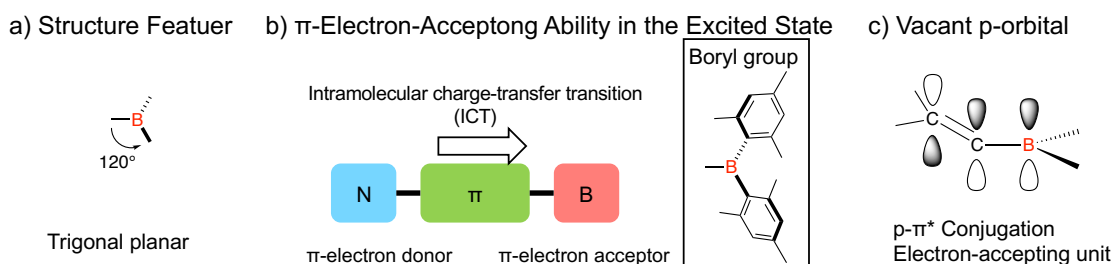 a) Structure Featuer
B
120°
Trigonal planar
b) π-Electron-Acceptong Ability in the Excited State
Intramolecular charge-transfer transition
(ICT)
N
π
B
π-electron donor
π-electron acceptor
Boryl group
B
c) Vacant p-orbital
C
C
B
p-π* Conjugation
Electron-accepting unit